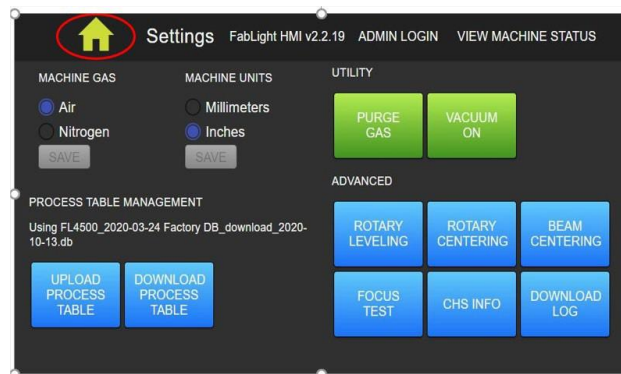 Settings FabLight HMI v2.2.19 ADMIN LOGIN VIEW MACHINE STATUS
MACHINE GAS
Air
Nitrogen
SAVE
MACHINE UNITS
Millimeters
Inches
SAVE
UTILITY
PURGE
GAS
VACUUM
ON
PROCESS TABLE MANAGEMENT
Using FL4500_2020-03-24 Factory DB_download_2020-
10-13.db
UPLOAD
PROCESS
TABLE
DOWNLOAD
PROCESS
TABLE
ADVANCED
ROTARY
LEVELING
ROTARY
CENTERING
BEAM
CENTERING
FOCUS
TEST
CHS INFO
DOWNLOAD
LOG